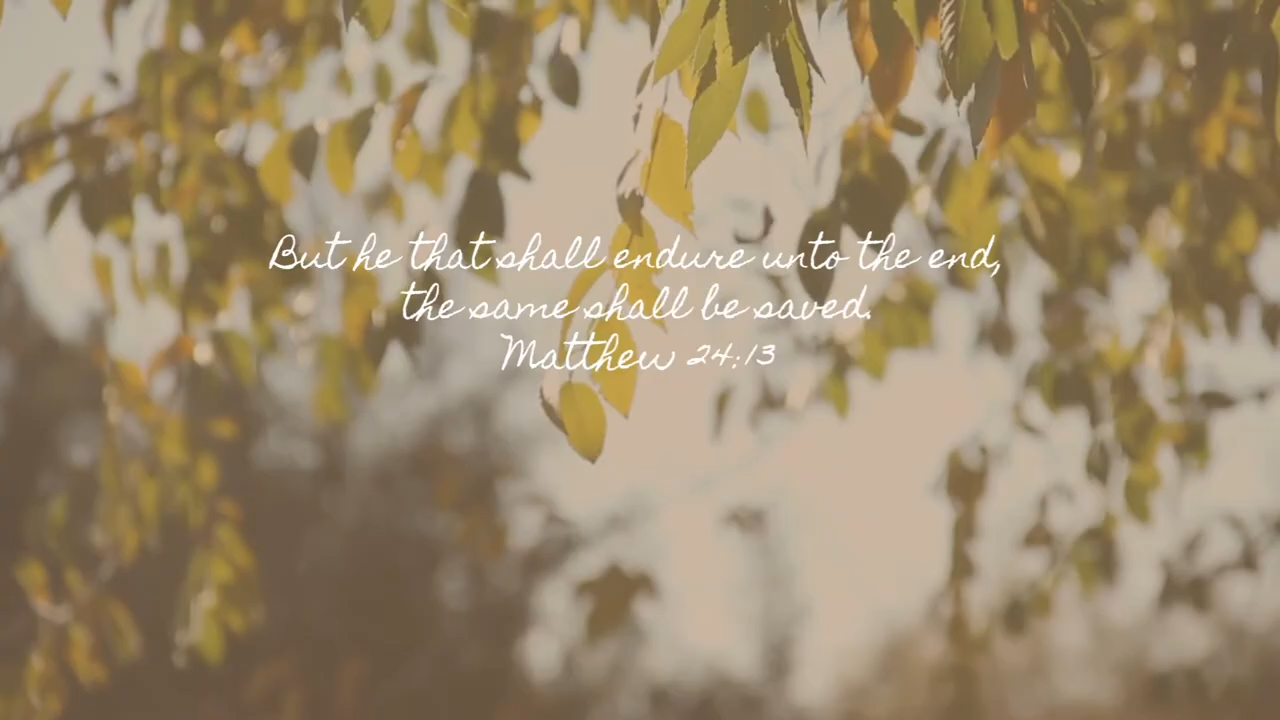 But he that shall endure unto the end,
the same shall be saved.
Matthew 24:13